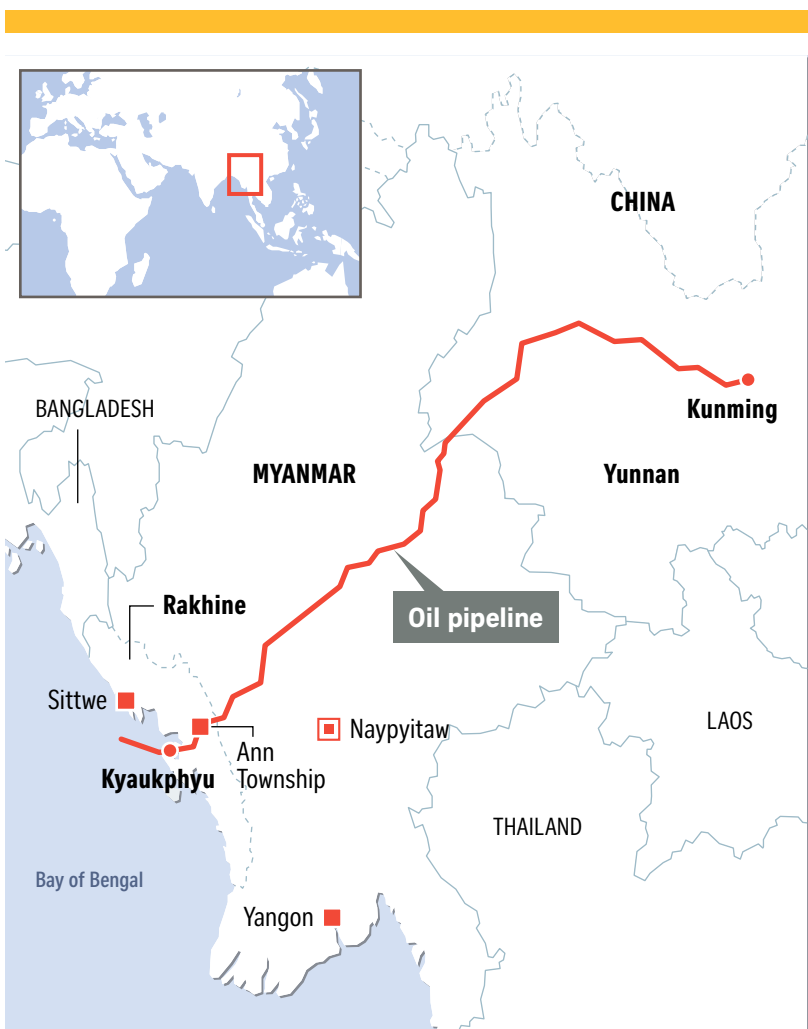 CHINA
Kunming
BANGLADESH
MYANMAR
Yunnan
Rakhine
Oil pipeline
Sittwe
Naypyitaw
LAOS
Ann
Township
Kyaukphyu
THAILAND
Bay of Bengal
Yangon